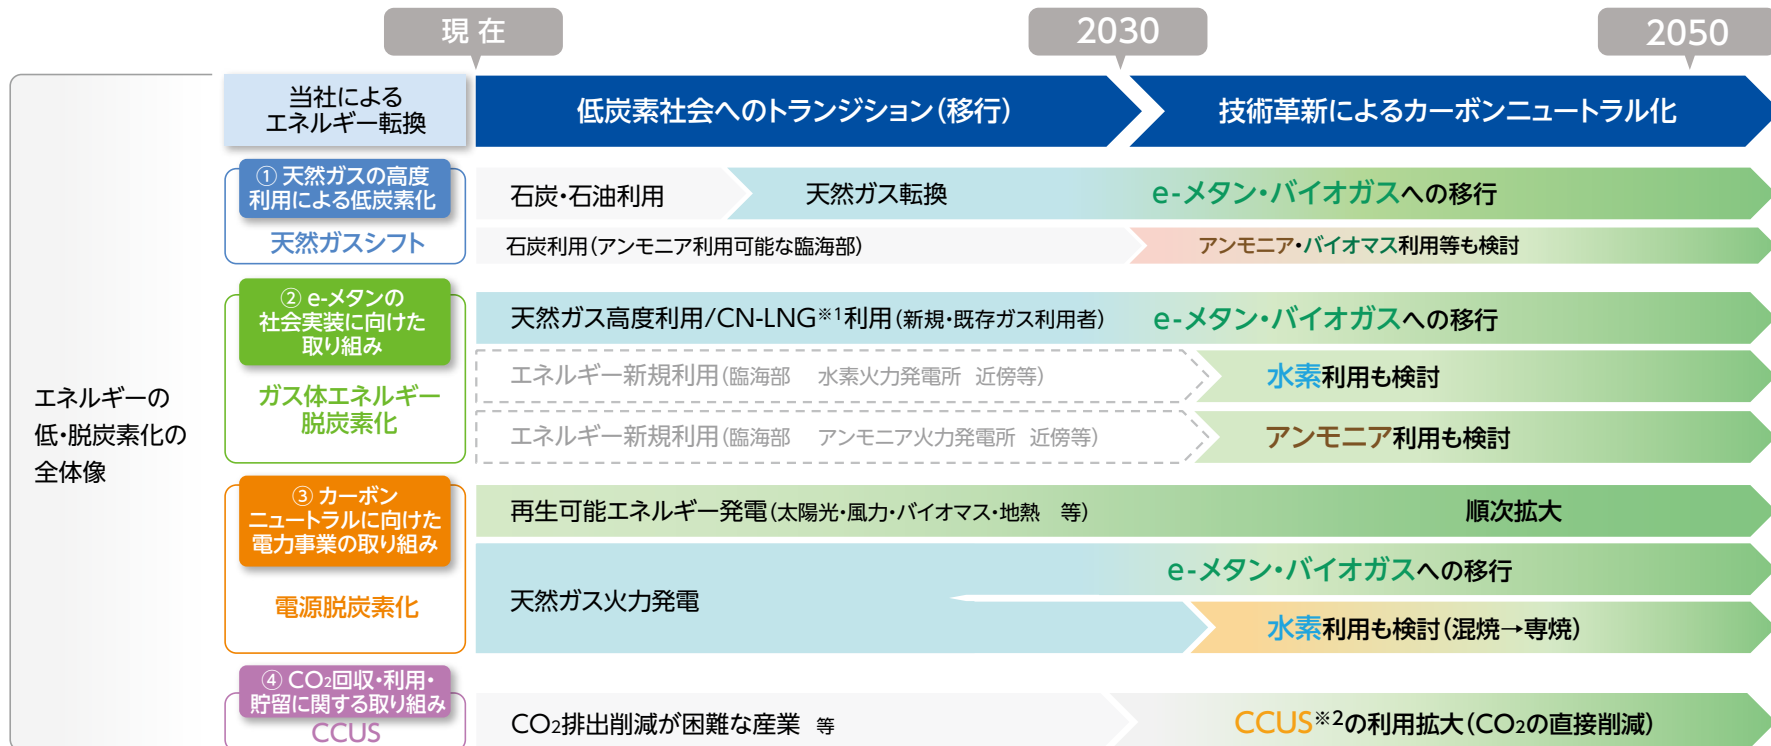 現 在
2030
2050
エネルギーの
低・脱炭素化の
全体像
当社による
エネルギー転換
低炭素社会へのトランジション（移行）
技術革新によるカーボンニュートラル化
① 天然ガスの高度
利用による低炭素化
天然ガスシフト
石炭・石油利用
天然ガス転換
e-メタン・バイオガスへの移行
石炭利用（アンモニア利用可能な臨海部）
アンモニア・バイオマス利用等も検討
② e-メタンの
社会実装に向けた
取り組み
ガス体エネルギー
脱炭素化
天然ガス高度利用/CN-LNG※1利用（新規・既存ガス利用者）
e-メタン・バイオガスへの移行
エネルギー新規利用（臨海部　水素火力発電所 近傍等）
水素利用も検討
エネルギー新規利用（臨海部　アンモニア火力発電所 近傍等）
アンモニア利用も検討
③ カーボン
ニュートラルに向けた
電力事業の取り組み
電源脱炭素化
再生可能エネルギー発電（太陽光・風力・バイオマス・地熱　等）
順次拡大
天然ガス火力発電
e-メタン・バイオガスへの移行
水素利用も検討（混焼→専焼）
④ CO2回収・利用・
貯留に関する取り組み
CCUS
CO2排出削減が困難な産業 等
CCUS※2の利用拡大（CO2の直接削減）